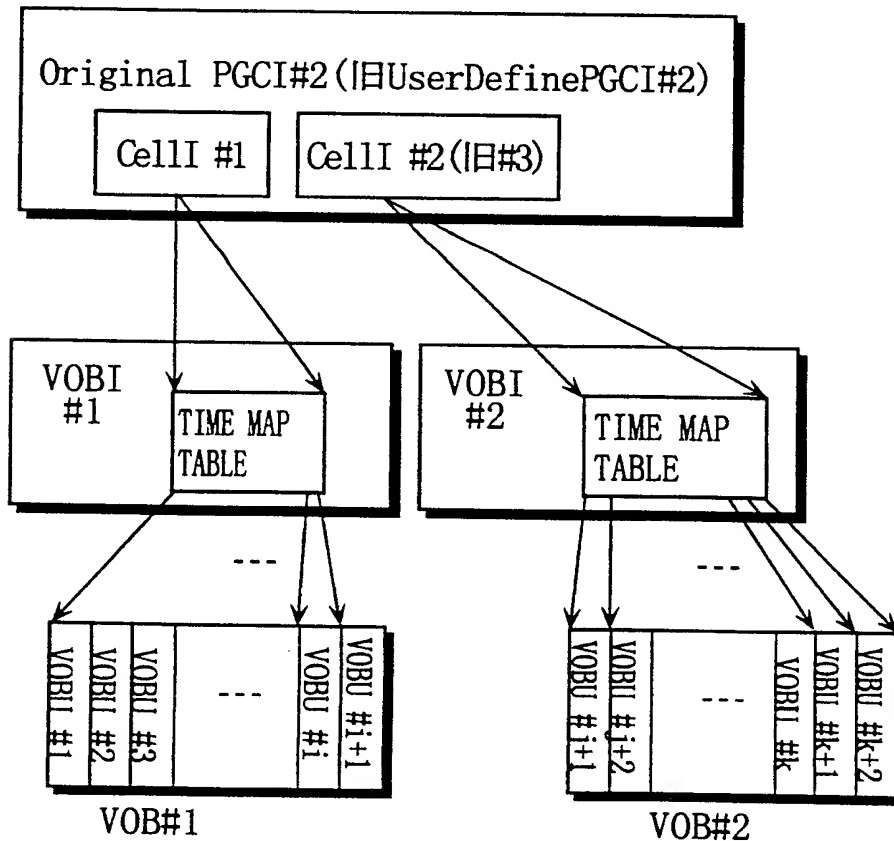 Original PGCI#2(旧UserDefinePGCI#2)
CellI #1
CellI #2(旧#3)
VOBI
#1
TIME MAP
TABLE
VOBI
#2
TIME MAP
TABLE
---
---
VOBU #1
VOBU #2
VOBU #3
---
VOBU #i
VOBU #i+1
VOBU #j+1
VOBU #j+2
---
VOBU #k
VOBU #k+1
VOBU #k+2
VOB#1
VOB#2